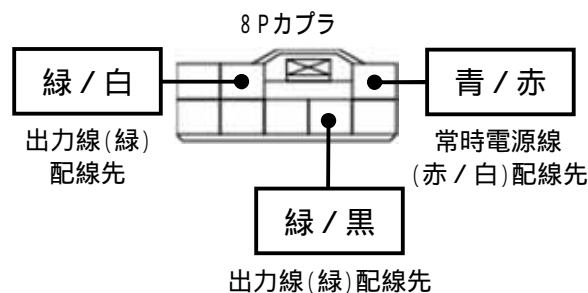 8Pカプラ
緑/白
青/赤
出力線(緑)
配線先
常時電源線
(赤/白)配線先
緑/黒
出力線(緑)配線先